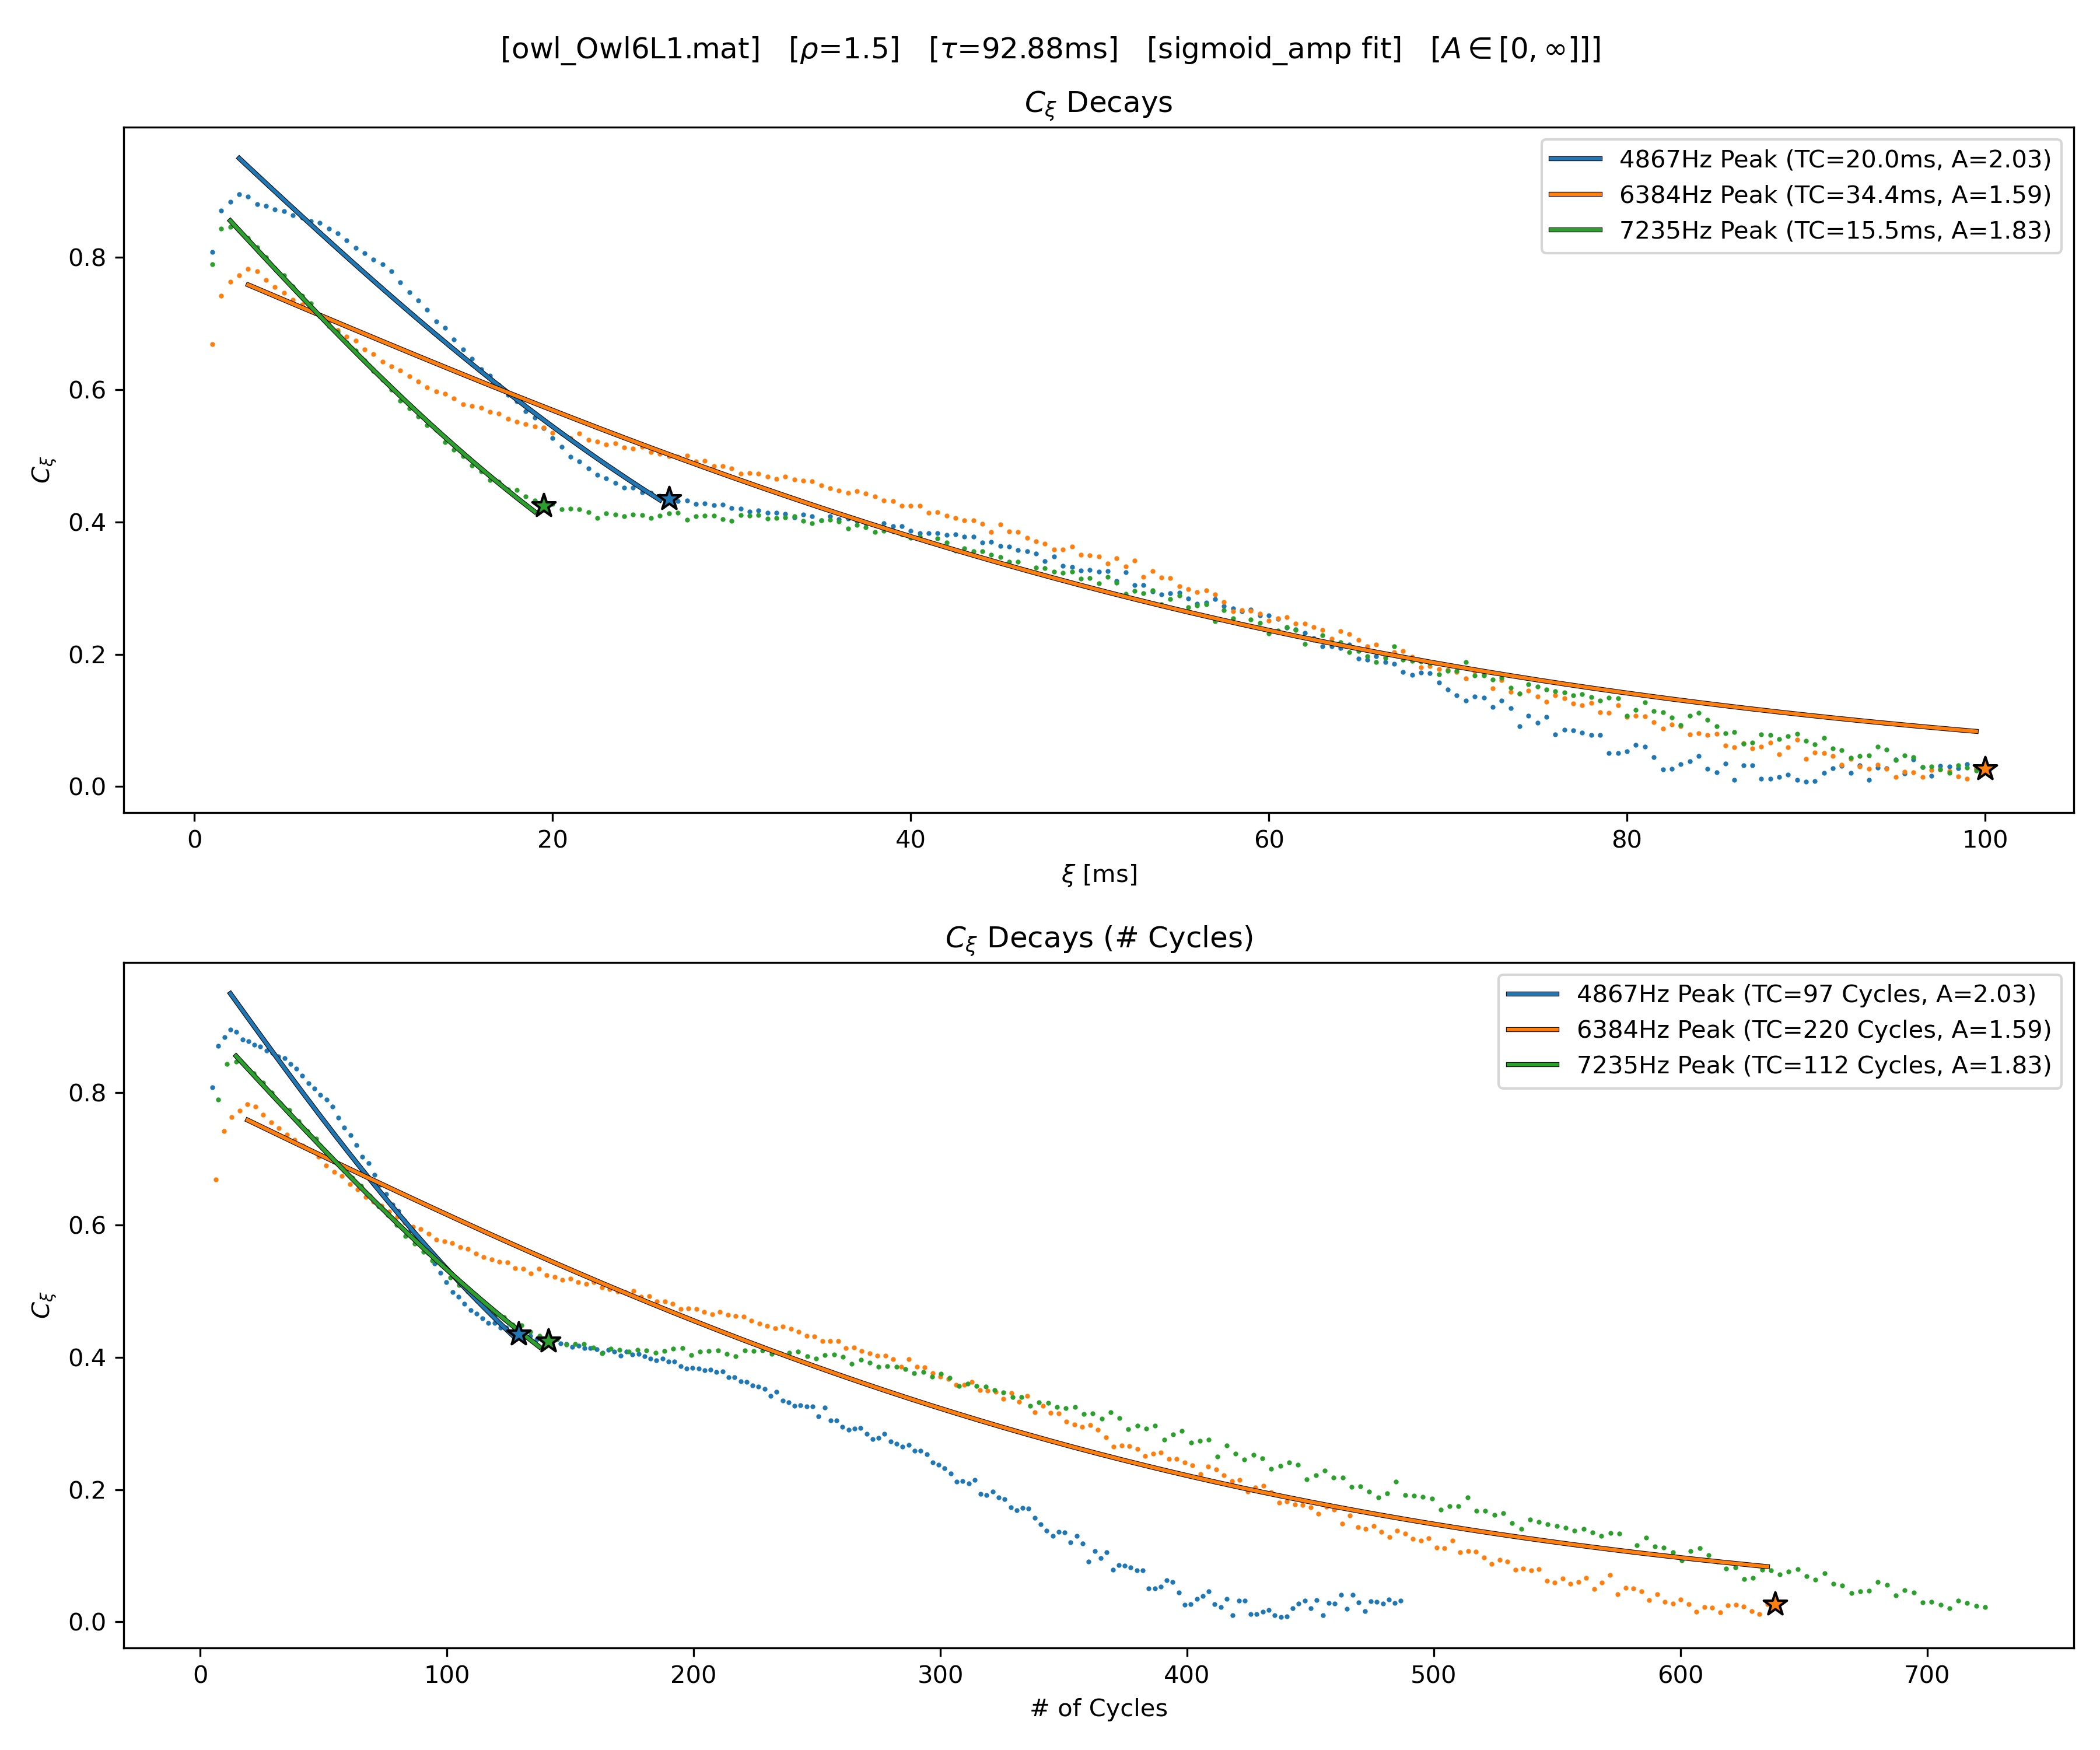 [owl_Owl6L1.mat] [ρ=1.5] [τ=92.88ms] [sigmoid_amp fit] [A ∈ [0, ∞]]]
Cξ Decays
4867Hz Peak (TC=20.0ms, A=2.03)
6384Hz Peak (TC=34.4ms, A=1.59)
7235Hz Peak (TC=15.5ms, A=1.83)
0.8
0.6
0.4
0.2
0.0
Cξ
0 20 40 60 80 100
ξ [ms]
Cξ Decays (# Cycles)
4867Hz Peak (TC=97 Cycles, A=2.03)
6384Hz Peak (TC=220 Cycles, A=1.59)
7235Hz Peak (TC=112 Cycles, A=1.83)
0.8
0.6
0.4
0.2
0.0
Cξ
0 100 200 300 400 500 600 700
# of Cycles